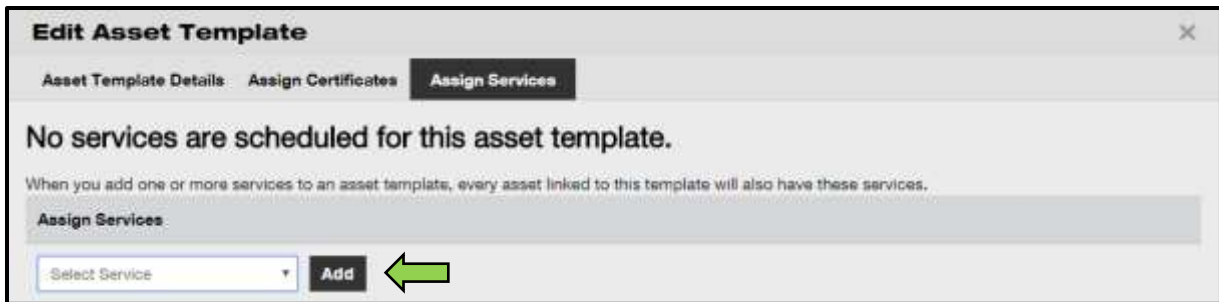 Edit Asset Template
Asset Template Details Assign Certificates Assign Services
No services are scheduled for this asset template.
When you add one or more services to an asset template, every asset linked to this template will also have these services.
Assign Services
Select Service Add